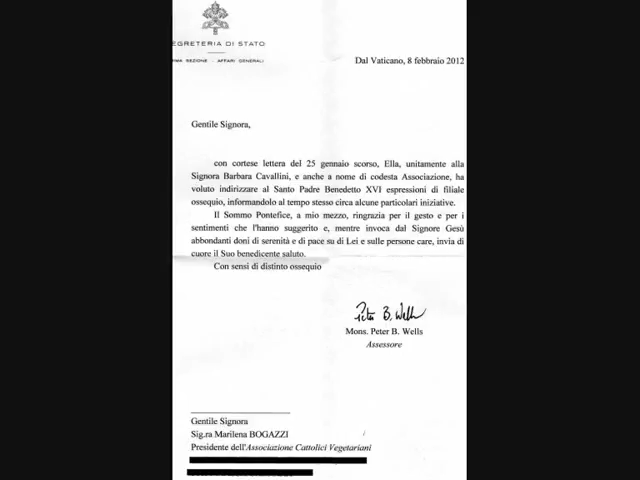 SEGRETERIA DI STATO
PRIMA SEZIONE - AFFARI GENERALI
Dal Vaticano, 8 febbraio 2012
Gentile Signora,
con cortese lettera del 25 gennaio scorso, Ella, unitamente alla
Signora Barbara Cavallini, e anche a nome di codesta Associazione, ha
voluto indirizzare al Santo Padre Benedetto XVI espressioni di filiale
ossequio, informandolo al tempo stesso circa alcune particolari iniziative.
Il Sommo Pontefice, a mio mezzo, ringrazia per il gesto e per i
sentimenti che l'hanno suggerito e, mentre invoca dal Signore Gesù
abbondanti doni di serenità e di pace su di Lei e sulle persone care, invia di
cuore il Suo benedicente saluto.
Con sensi di distinto ossequio
Peter B. Wells
Mons. Peter B. Wells
Assessore
Gentile Signora
Sig.ra Marilena BOGAZZI
Presidente dell'Associazione Cattolici Vegetariani